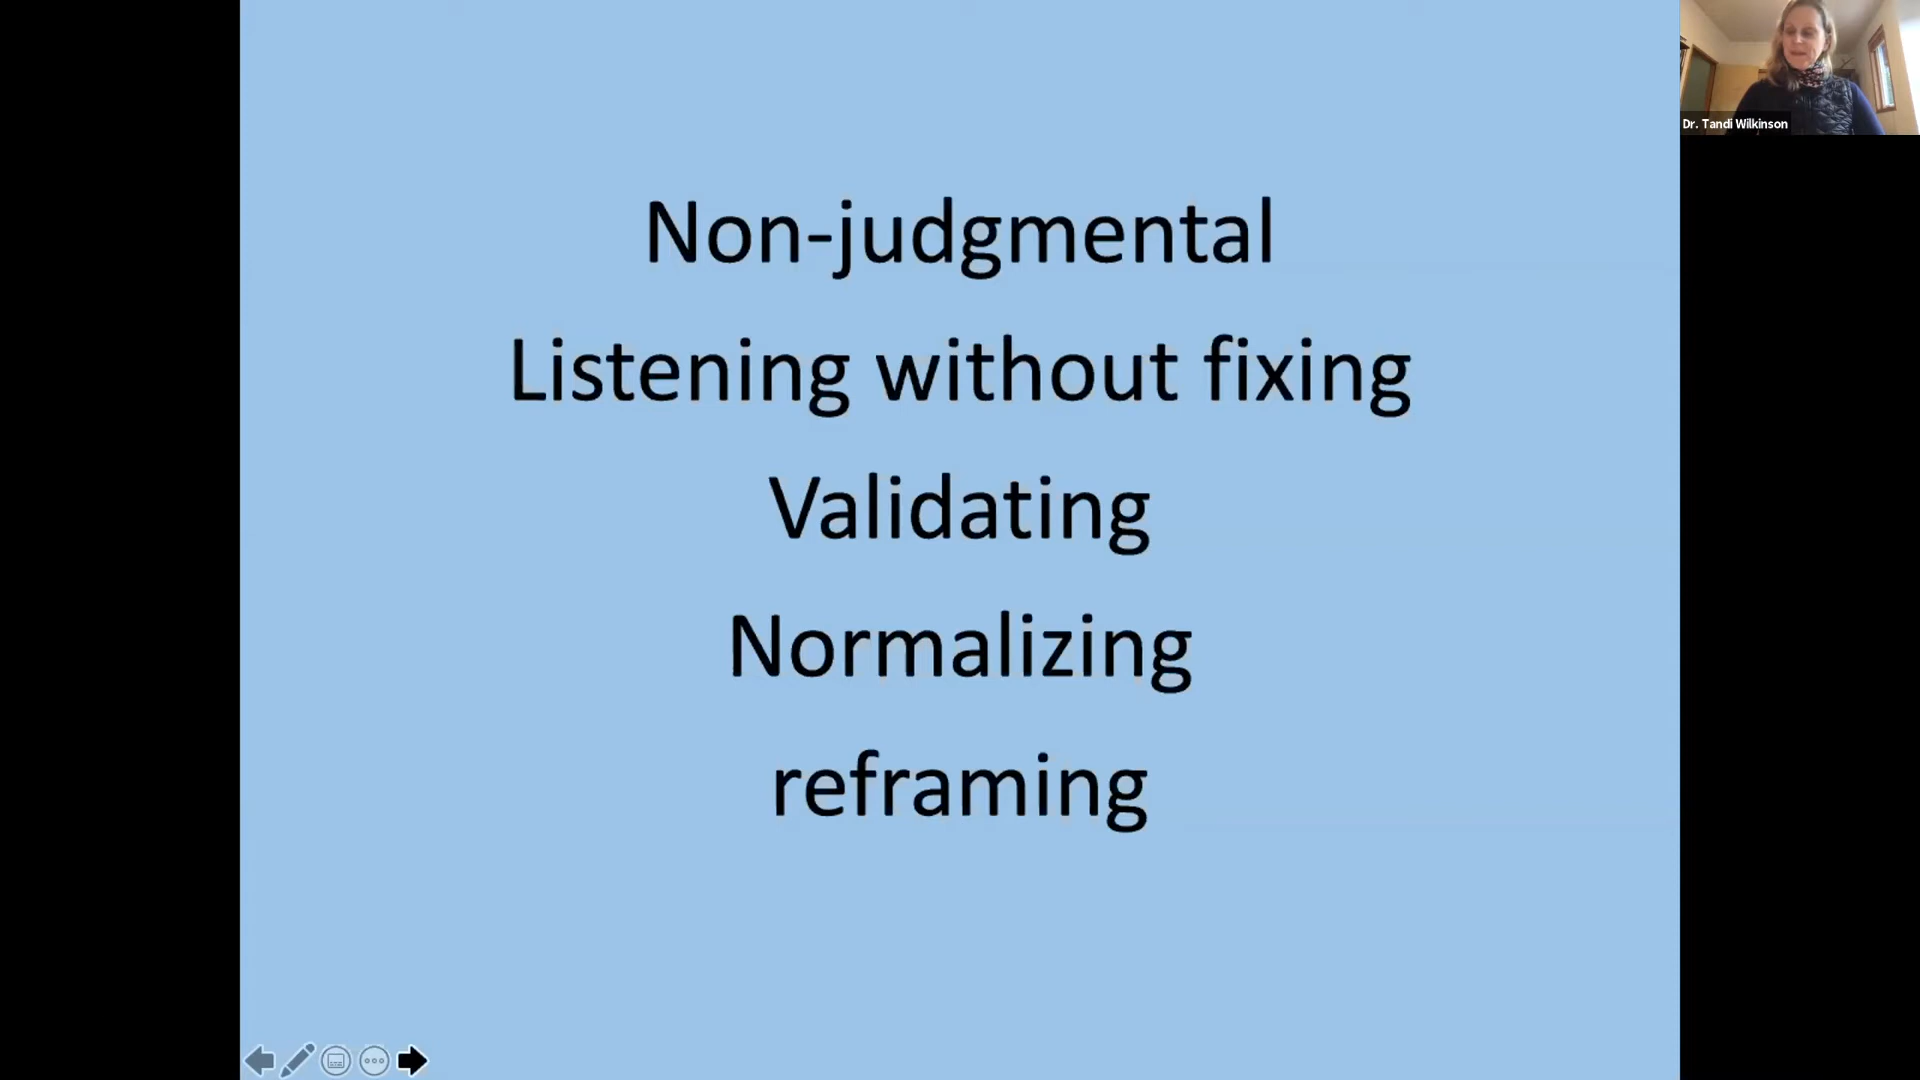 Non-judgmental
Listening without fixing
Validating
Normalizing
reframing
Dr. Tandi Wilkinson